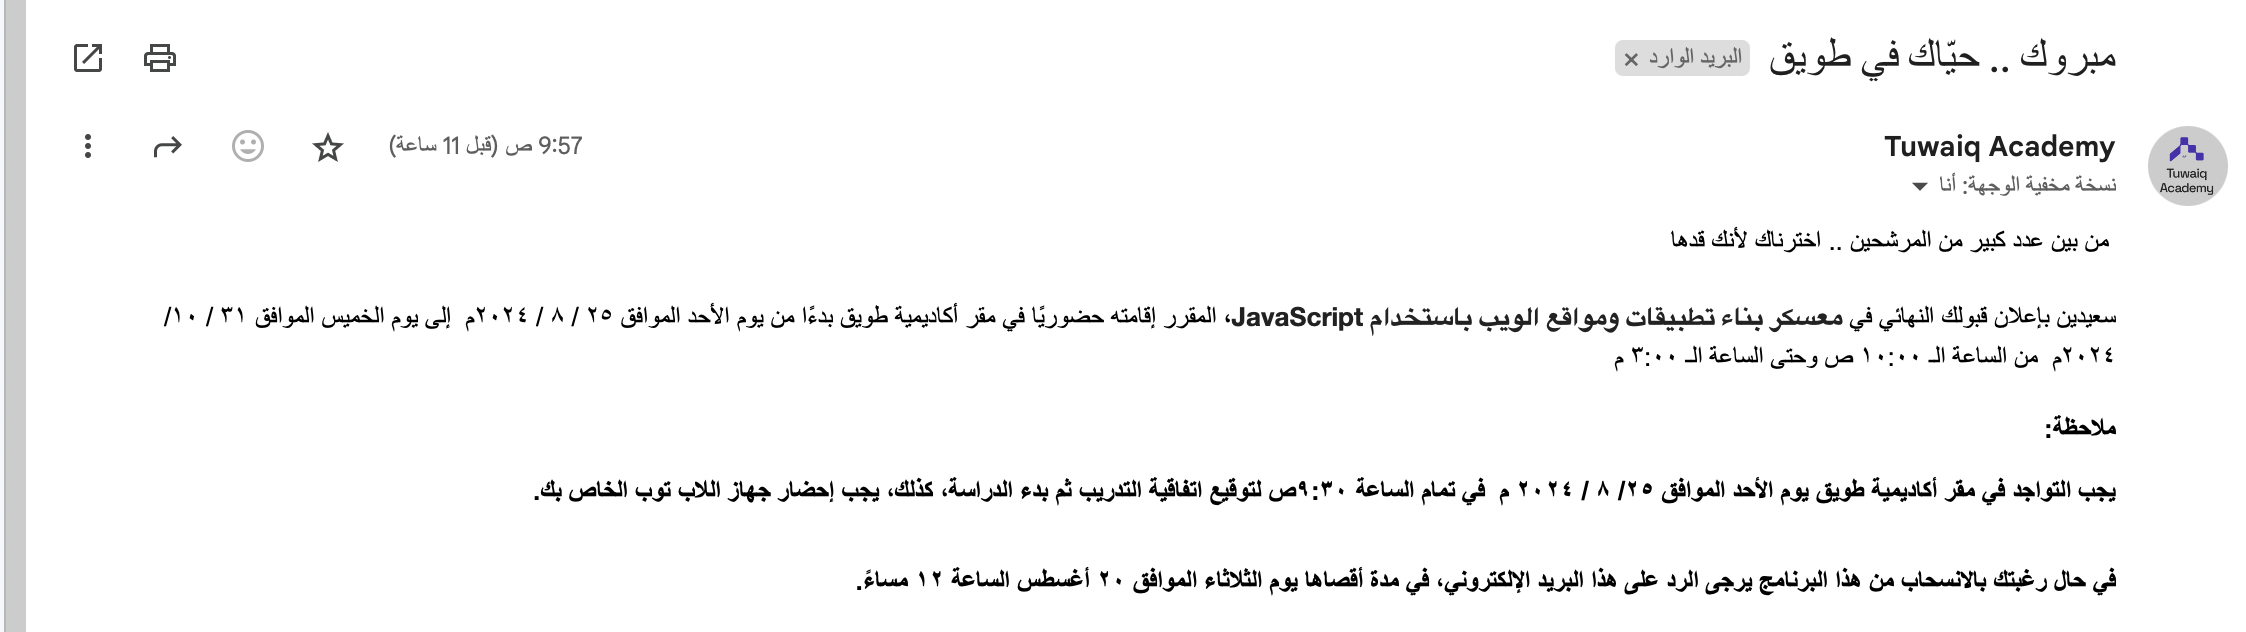 مبروك .. حيّاك في طويق البريد الوارد ×
Tuwaiq Academy 9:57 ص (قبل 11 ساعة)
Tuwaiq
Academy
نسخة مخفية الوجهة: أنا
من بين عدد كبير من المرشحين .. اخترناك لأنك قدها
سعيدين بإعلان قبولك النهائي في معسكر بناء تطبيقات ومواقع الويب باستخدام JavaScript، المقرر إقامته حضوريًا في مقر أكاديمية طويق بدءًا من يوم الأحد الموافق ٢٥ / ٨ / ٢٠٢٤م إلى يوم الخميس الموافق ٣١ / ١٠/
٢٠٢٤م من الساعة الـ ١٠:٠٠ ص وحتى الساعة الـ ٣:٠٠ م
ملاحظة:
يجب التواجد في مقر أكاديمية طويق يوم الأحد الموافق ٢٥/ ٨ / ٢٠٢٤ م في تمام الساعة ٩:٣٠ص لتوقيع اتفاقية التدريب ثم بدء الدراسة، كذلك، يجب إحضار جهاز اللاب توب الخاص بك.
في حال رغبتك بالانسحاب من هذا البرنامج يرجى الرد على هذا البريد الإلكتروني، في مدة أقصاها يوم الثلاثاء الموافق ٢٠ أغسطس الساعة ١٢ مساءً.